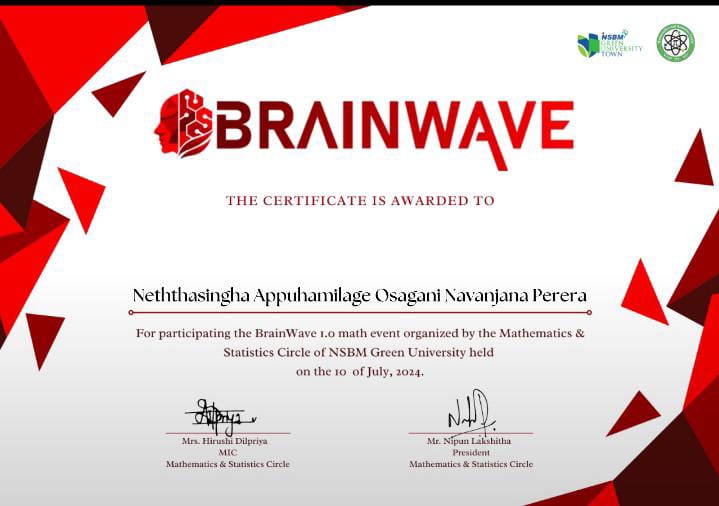 NSBM
GREEN
UNIVERSITY
TOWN
BRAINWAVE
THE CERTIFICATE IS AWARDED TO
Neththasingha Appuhamilage Osagani Navanjana Perera
For participating the BrainWave 1.0 math event organized by the Mathematics &
Statistics Circle of NSBM Green University held
on the 10 of July, 2024.
Mrs. Hirushi Dilpriya
MIC
Mathematics & Statistics Circle
Mr. Nipun Lakshitha
President
Mathematics & Statistics Circle